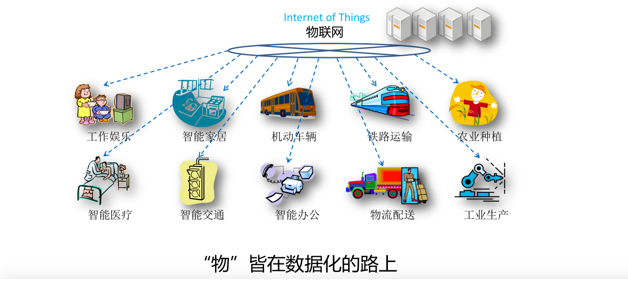 Internet of Things
物联网
工作娱乐
智能家居
机动车辆
铁路运输
农业种植
智能医疗
智能交通
智能办公
物流配送
工业生产
“物”皆在数据化的路上